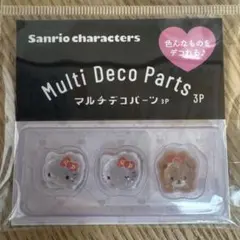 Sanrio characters
色んなものを
デコれる♪
Multi Deco Parts
マルチデコパーツ 3P
3P